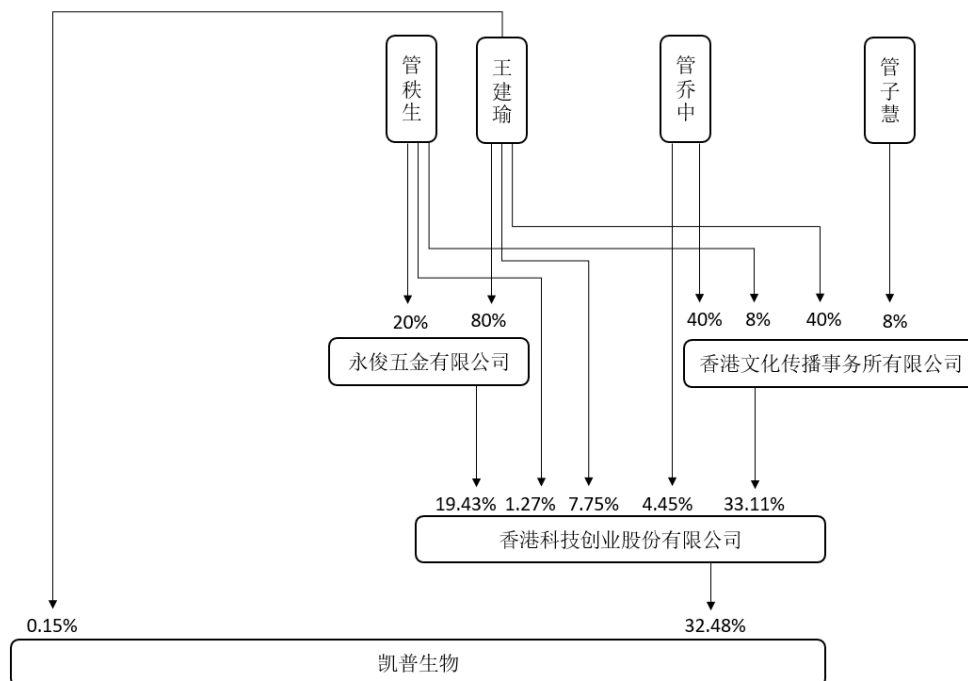 管秩生
王建瑜
管乔中
管子慧
20%
80%
40%
8%
40%
8%
永俊五金有限公司
香港文化传播事务所有限公司
19.43%
1.27%
7.75%
4.45%
33.11%
香港科技创业股份有限公司
0.15%
32.48%
凯普生物